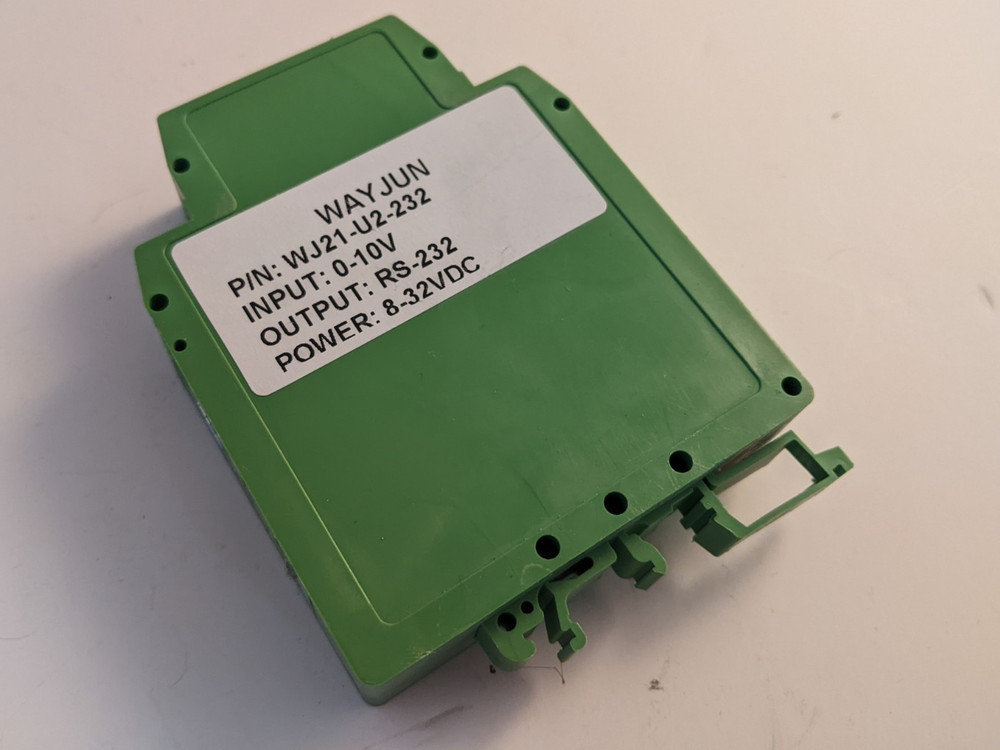 WAYJUN
P/N: WJ21-U2-232
INPUT: 0-10V
OUTPUT: RS-232
POWER: 8-32VDC